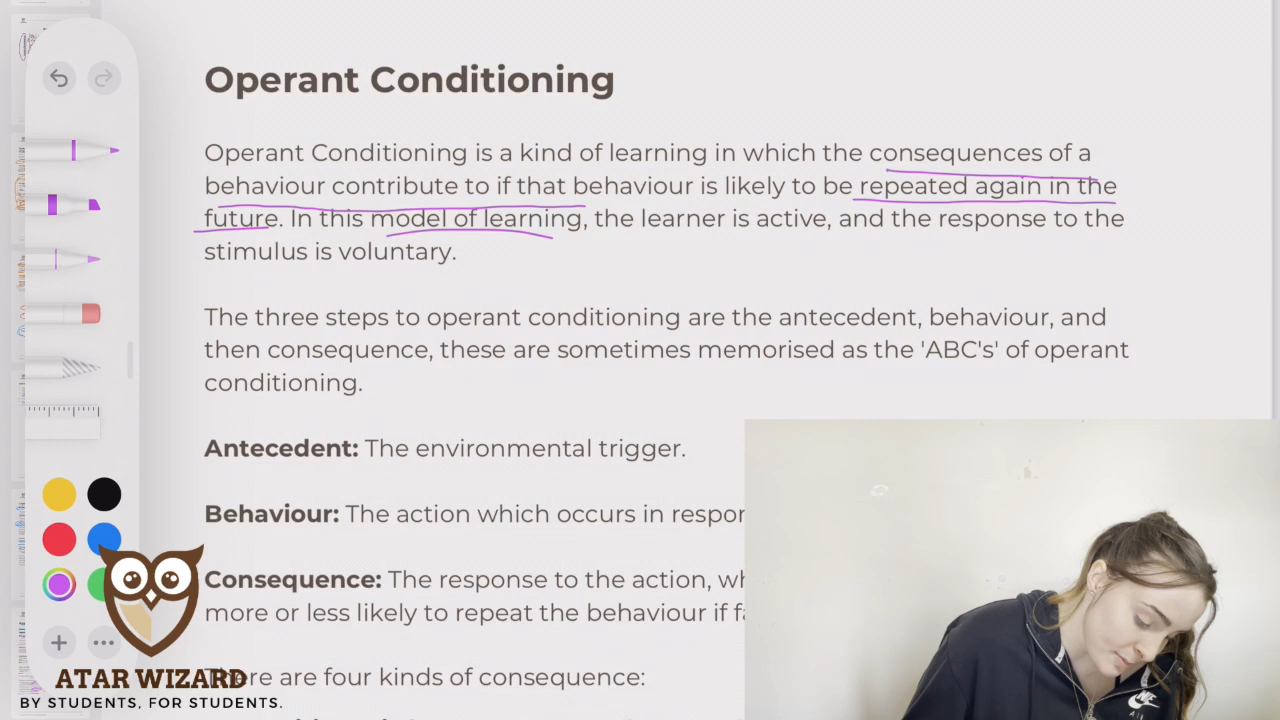 Operant Conditioning
Operant Conditioning is a kind of learning in which the consequences of a
behaviour contribute to if that behaviour is likely to be repeated again in the
future. In this model of learning, the learner is active, and the response to the
stimulus is voluntary.
The three steps to operant conditioning are the antecedent, behaviour, and
then consequence, these are sometimes memorised as the 'ABC's' of operant
conditioning.
Antecedent: The environmental trigger.
Behaviour: The action which occurs in
Consequence: The response to the action,
more or less likely to repeat the behaviour if
There are four kinds of consequence:
ATAR WIZARD
BY STUDENTS, FOR STUDENTS.